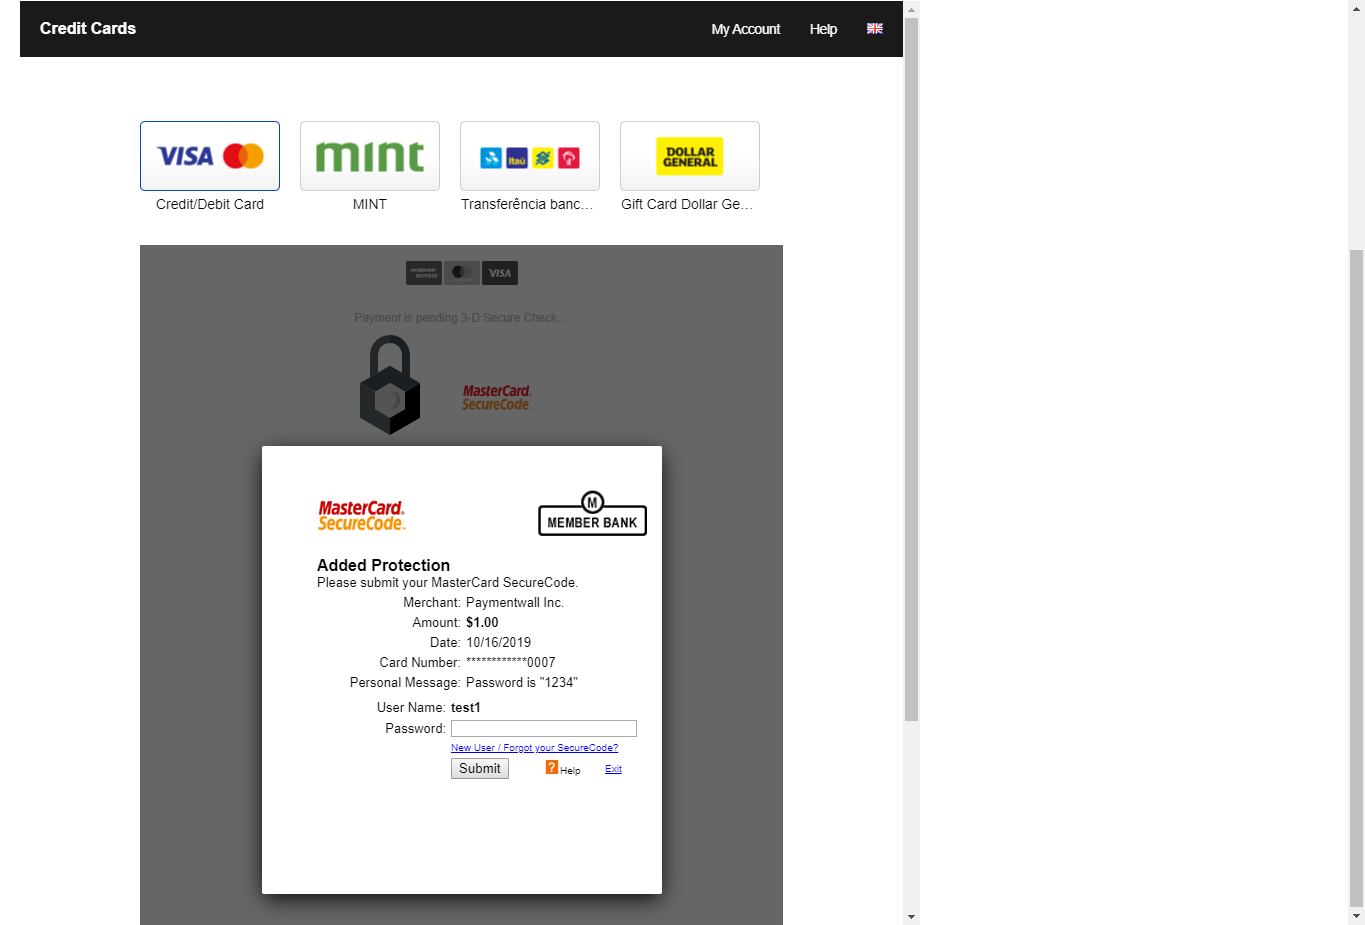 Credit Cards
My Account Help
VISA
mint
Itaú
DOLLAR GENERAL
Credit/Debit Card
MINT
Transferência banc...
Gift Card Dollar Ge...
AMERICAN EXPRESS
VISA
Payment is pending 3-D Secure Check...
MasterCard.
SecureCode.
MasterCard.
SecureCode.
M
MEMBER BANK
Added Protection
Please submit your MasterCard SecureCode.
Merchant: Paymentwall Inc.
Amount: $1.00
Date: 10/16/2019
Card Number: ************0007
Personal Message: Password is "1234"
User Name: test1
Password:
New User / Forgot your SecureCode?
Submit ? Help Exit